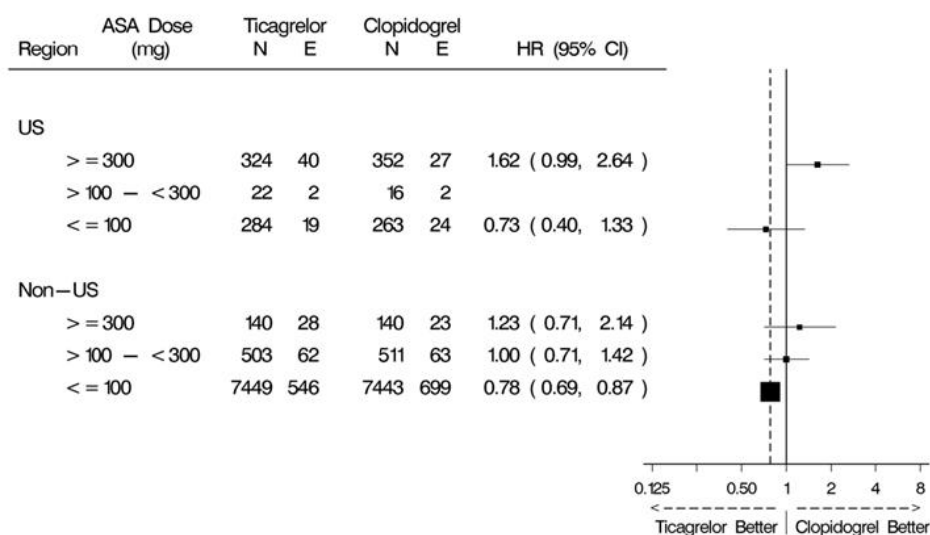 ASA Dose Ticagrelor Clopidogrel
Region (mg) N E N E HR (95% CI)
US
>=300 324 40 352 27 1.62 (0.99, 2.64)
>100 – <300 22 2 16 2
<=100 284 19 263 24 0.73 (0.40, 1.33)
Non–US
>=300 140 28 140 23 1.23 (0.71, 2.14)
>100 – <300 503 62 511 63 1.00 (0.71, 1.42)
<=100 7449 546 7443 699 0.78 (0.69, 0.87)
0.125 0.50 1 2 4 8
Ticagrelor Better Clopidogrel Better